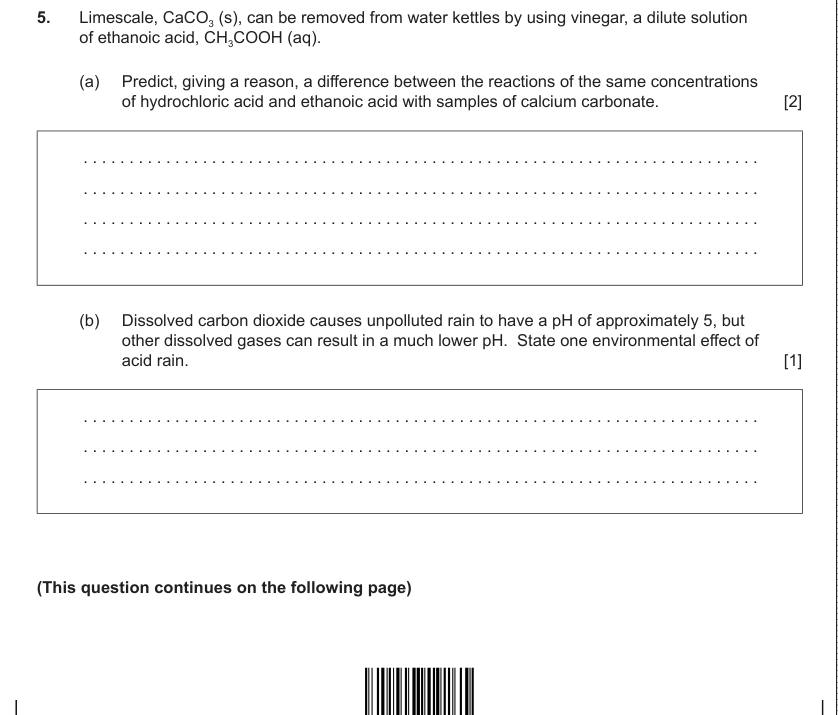 5. Limescale, CaCO₃ (s), can be removed from water kettles by using vinegar, a dilute solution
of ethanoic acid, CH₃COOH (aq).
(a) Predict, giving a reason, a difference between the reactions of the same concentrations
of hydrochloric acid and ethanoic acid with samples of calcium carbonate. [2]
(b) Dissolved carbon dioxide causes unpolluted rain to have a pH of approximately 5, but
other dissolved gases can result in a much lower pH. State one environmental effect of
acid rain. [1]
(This question continues on the following page)